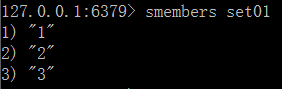 127.0.0.1:6379> smembers set01
1) "1"
2) "2"
3) "3"